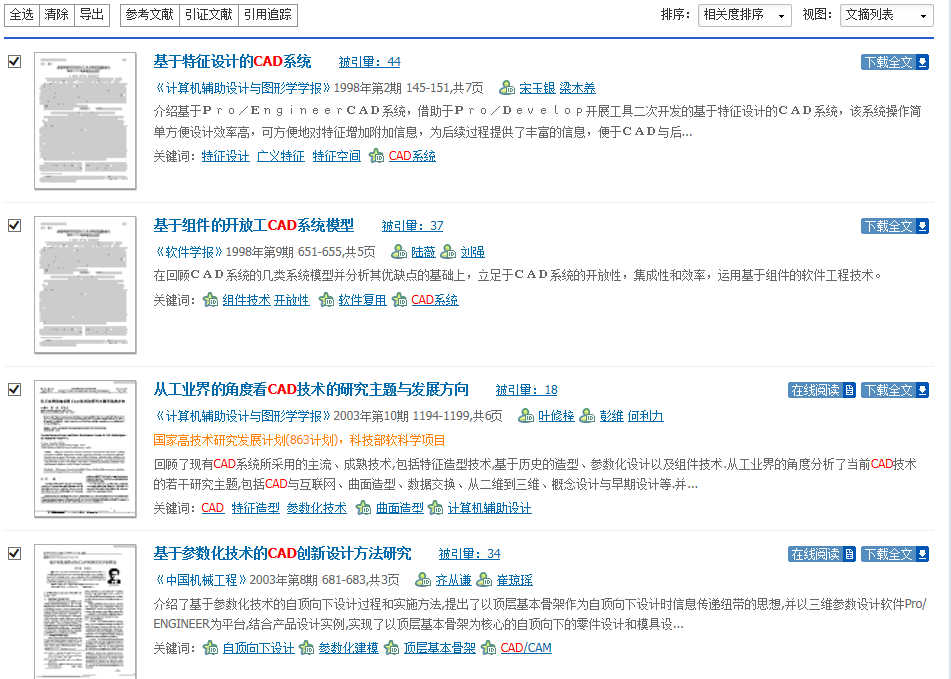 全选 清除 导出 参考文献 引证文献 引用追踪 排序： 相关度排序 视图： 文摘列表
基于特征设计的CAD系统 被引量：44 下载全文
《计算机辅助设计与图形学学报》1998年第2期 145-151,共7页 宋玉银 梁木养
介绍基于Ｐｒｏ／ＥｎｇｉｎｅｅｒＣＡＤ系统，借助于Ｐｒｏ／Ｄｅｖｅｌｏｐ开展工具二次开发的基于特征设计的ＣＡＤ系统，该系统操作简
单方便设计效率高，可方便地对特征增加附加信息，为后续过程提供了丰富的信息，便于ＣＡＤ与后...
关键词： 特征设计 广义特征 特征空间 CAD系统
基于组件的开放工CAD系统模型 被引量：37 下载全文
《软件学报》1998年第9期 651-655,共5页 陆薇 刘强
在回顾ＣＡＤ系统的几类系统模型并分析其优缺点的基础上，立足于ＣＡＤ系统的开放性，集成性和效率，运用基于组件的软件工程技术。
关键词： 组件技术 开放性 软件复用 CAD系统
从工业界的角度看CAD技术的研究主题与发展方向 被引量：18 在线阅读 下载全文
《计算机辅助设计与图形学学报》2003年第10期 1194-1199,共6页 叶修梓 彭维 何利力
国家高技术研究发展计划(863计划)，科技部软科学项目
回顾了现有CAD系统所采用的主流、成熟技术,包括特征造型技术,基于历史的造型、参数化设计以及组件技术.从工业界的角度分析了当前CAD技术
的若干研究主题,包括CAD与互联网、曲面造型、数据交换、从二维到三维、概念设计与早期设计等.并...
关键词： CAD 特征造型 参数化技术 曲面造型 计算机辅助设计
基于参数化技术的CAD创新设计方法研究 被引量：34 在线阅读 下载全文
《中国机械工程》2003年第8期 681-683,共3页 齐从谦 崔琼瑶
介绍了基于参数化技术的自顶向下设计过程和实施方法,提出了以顶层基本骨架作为自顶向下设计时信息传递纽带的思想,并以三维参数设计软件Pro/
ENGINEER为平台,结合产品设计实例,实现了以顶层基本骨架为核心的自顶向下的零件设计和模具设...
关键词： 自顶向下设计 参数化建模 顶层基本骨架 CAD/CAM